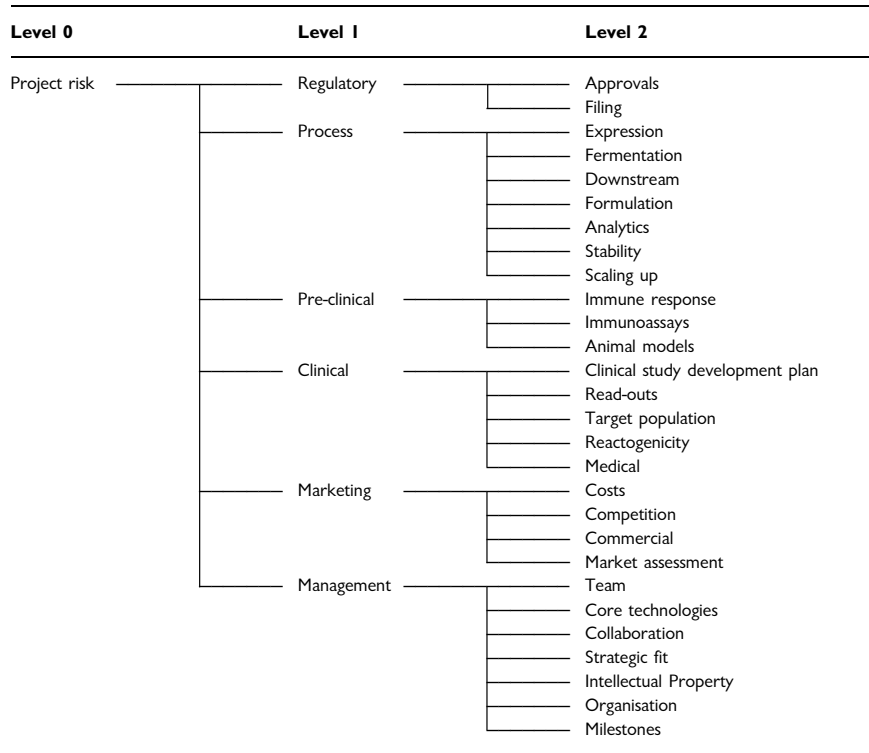 Level 0 Level 1 Level 2
Project risk Regulatory Approvals
Filing
Process Expression
Fermentation
Downstream
Formulation
Analytics
Stability
Scaling up
Pre-clinical Immune response
Immunoassays
Animal models
Clinical Clinical study development plan
Read-outs
Target population
Reactogenicity
Medical
Marketing Costs
Competition
Commercial
Market assessment
Management Team
Core technologies
Collaboration
Strategic fit
Intellectual Property
Organisation
Milestones